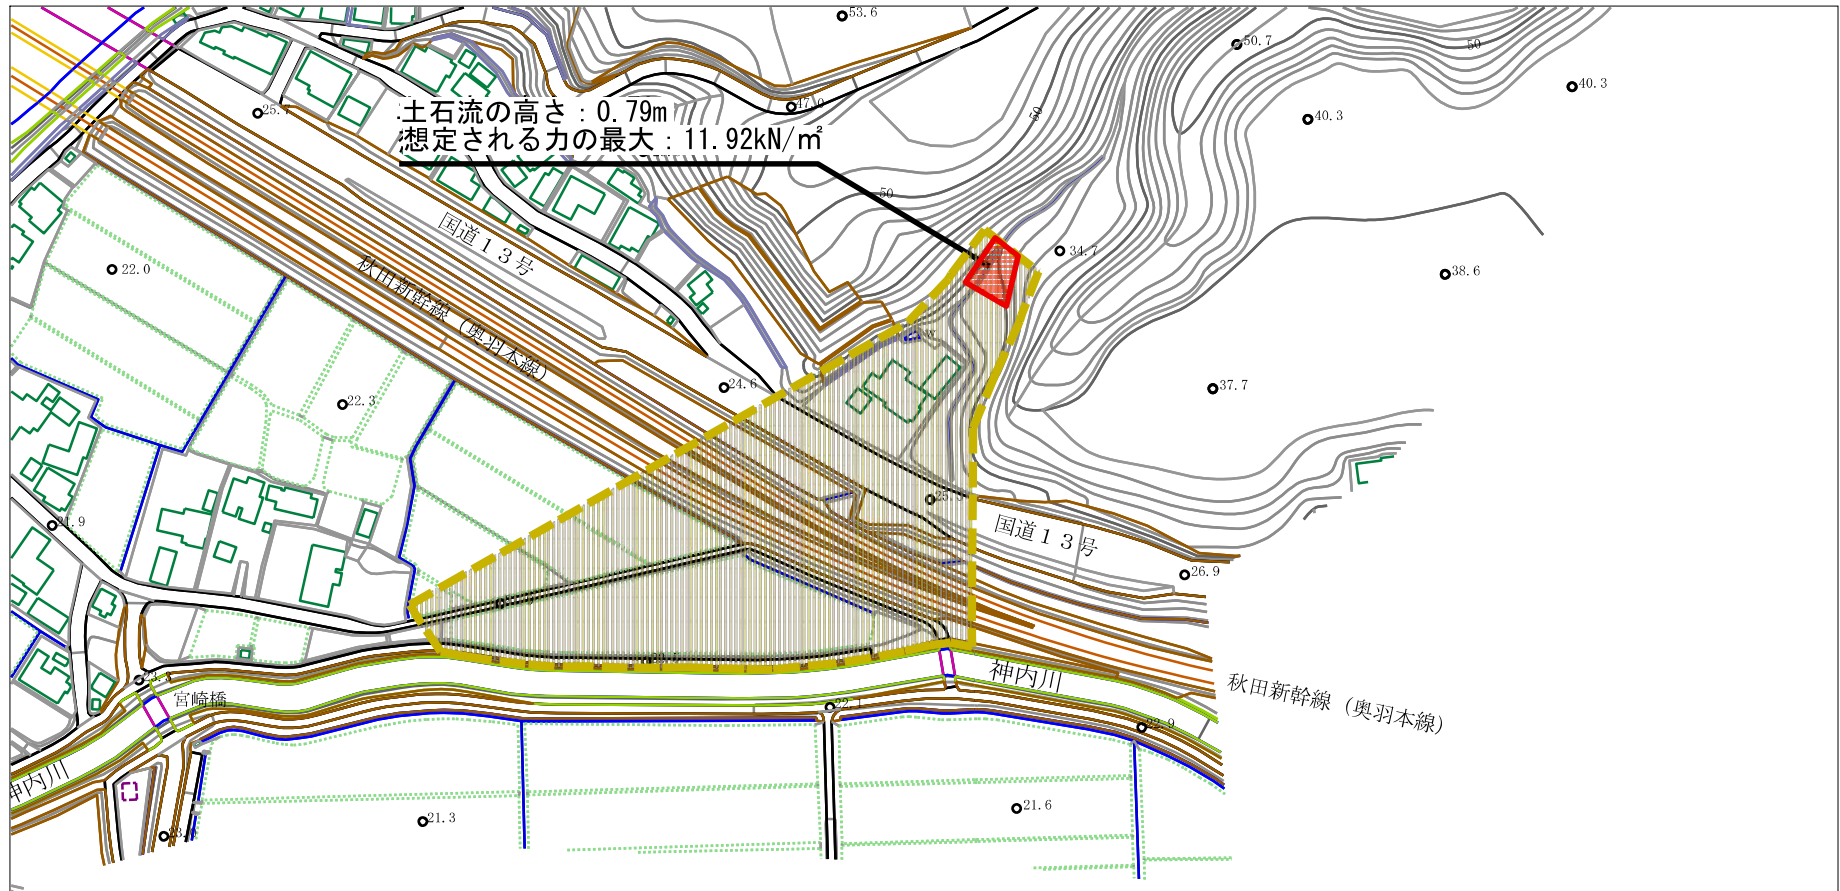 53.6
50.7
50
40.3
25.7
47.0
土石流の高さ：0.79m
50
40.3
想定される力の最大：11.92kN/㎡
50
国道１３号
34.7
22.0
秋田新幹線（奥羽本線）
38.6
W
24.6
37.7
22.3
21.9
国道１３号
26.9
23.3
宮崎橋
神内川
秋田新幹線（奥羽本線）
22.1
22.9
神内川
21.3
21.6